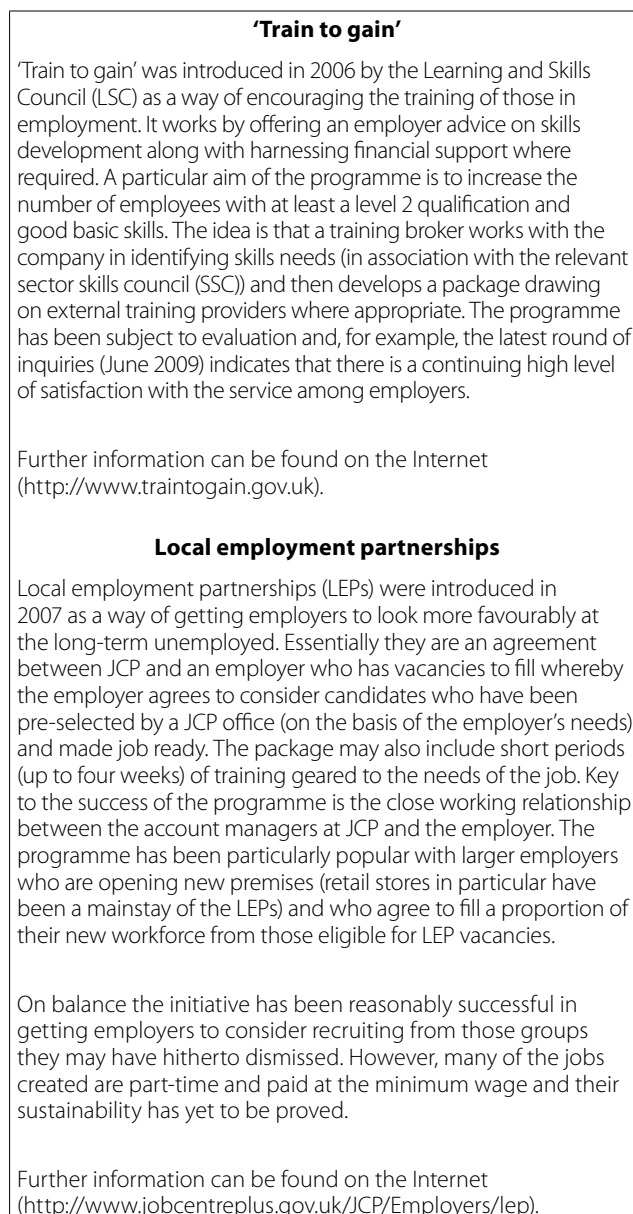 ‘Train to gain’
‘Train to gain’ was introduced in 2006 by the Learning and Skills
Council (LSC) as a way of encouraging the training of those in
employment. It works by offering an employer advice on skills
development along with harnessing financial support where
required. A particular aim of the programme is to increase the
number of employees with at least a level 2 qualification and
good basic skills. The idea is that a training broker works with the
company in identifying skills needs (in association with the relevant
sector skills council (SSC)) and then develops a package drawing
on external training providers where appropriate. The programme
has been subject to evaluation and, for example, the latest round of
inquiries (June 2009) indicates that there is a continuing high level
of satisfaction with the service among employers.
Further information can be found on the Internet
(http://www.traintogain.gov.uk).
Local employment partnerships
Local employment partnerships (LEPs) were introduced in
2007 as a way of getting employers to look more favourably at
the long-term unemployed. Essentially they are an agreement
between JCP and an employer who has vacancies to fill whereby
the employer agrees to consider candidates who have been
pre-selected by a JCP office (on the basis of the employer’s needs)
and made job ready. The package may also include short periods
(up to four weeks) of training geared to the needs of the job. Key
to the success of the programme is the close working relationship
between the account managers at JCP and the employer. The
programme has been particularly popular with larger employers
who are opening new premises (retail stores in particular have
been a mainstay of the LEPs) and who agree to fill a proportion of
their new workforce from those eligible for LEP vacancies.
On balance the initiative has been reasonably successful in
getting employers to consider recruiting from those groups
they may have hitherto dismissed. However, many of the jobs
created are part-time and paid at the minimum wage and their
sustainability has yet to be proved.
Further information can be found on the Internet
(http://www.jobcentreplus.gov.uk/JCP/Employers/lep).